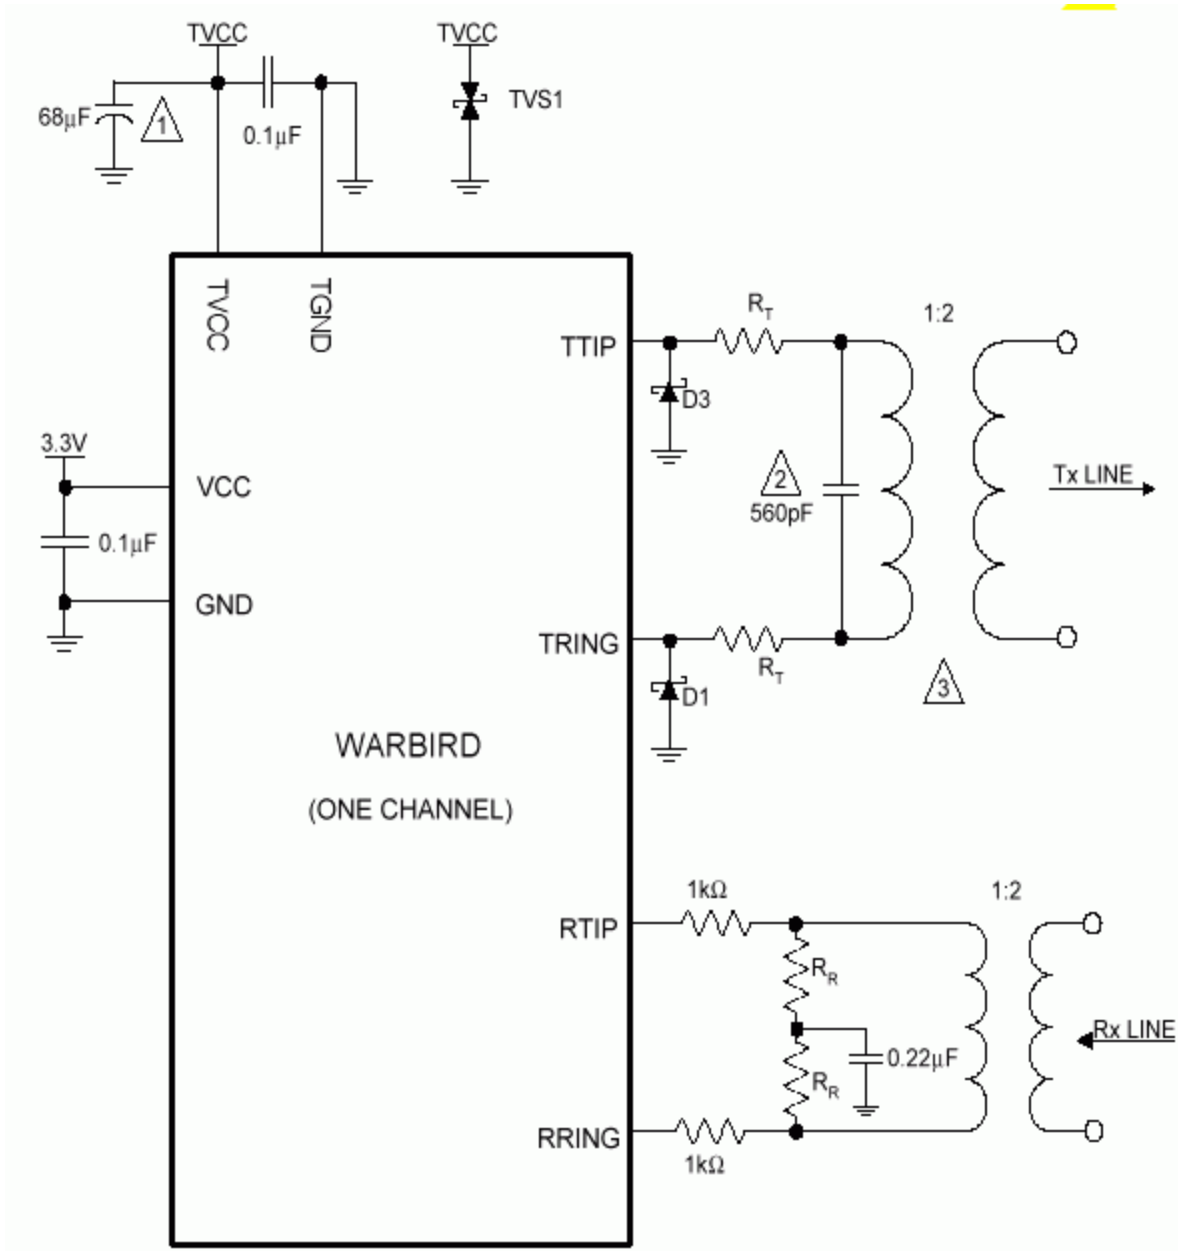 TVCC
TVCC
68µF
1
0.1µF
TVS1
TVCC
TGND
TTIP
RT
1:2
D3
3.3V
VCC
0.1µF
GND
2
560pF
Tx LINE
TRING
RT
D1
3
WARBIRD
(ONE CHANNEL)
1kΩ
1:2
RTIP
RR
Rx LINE
0.22µF
RR
RRING
1kΩ